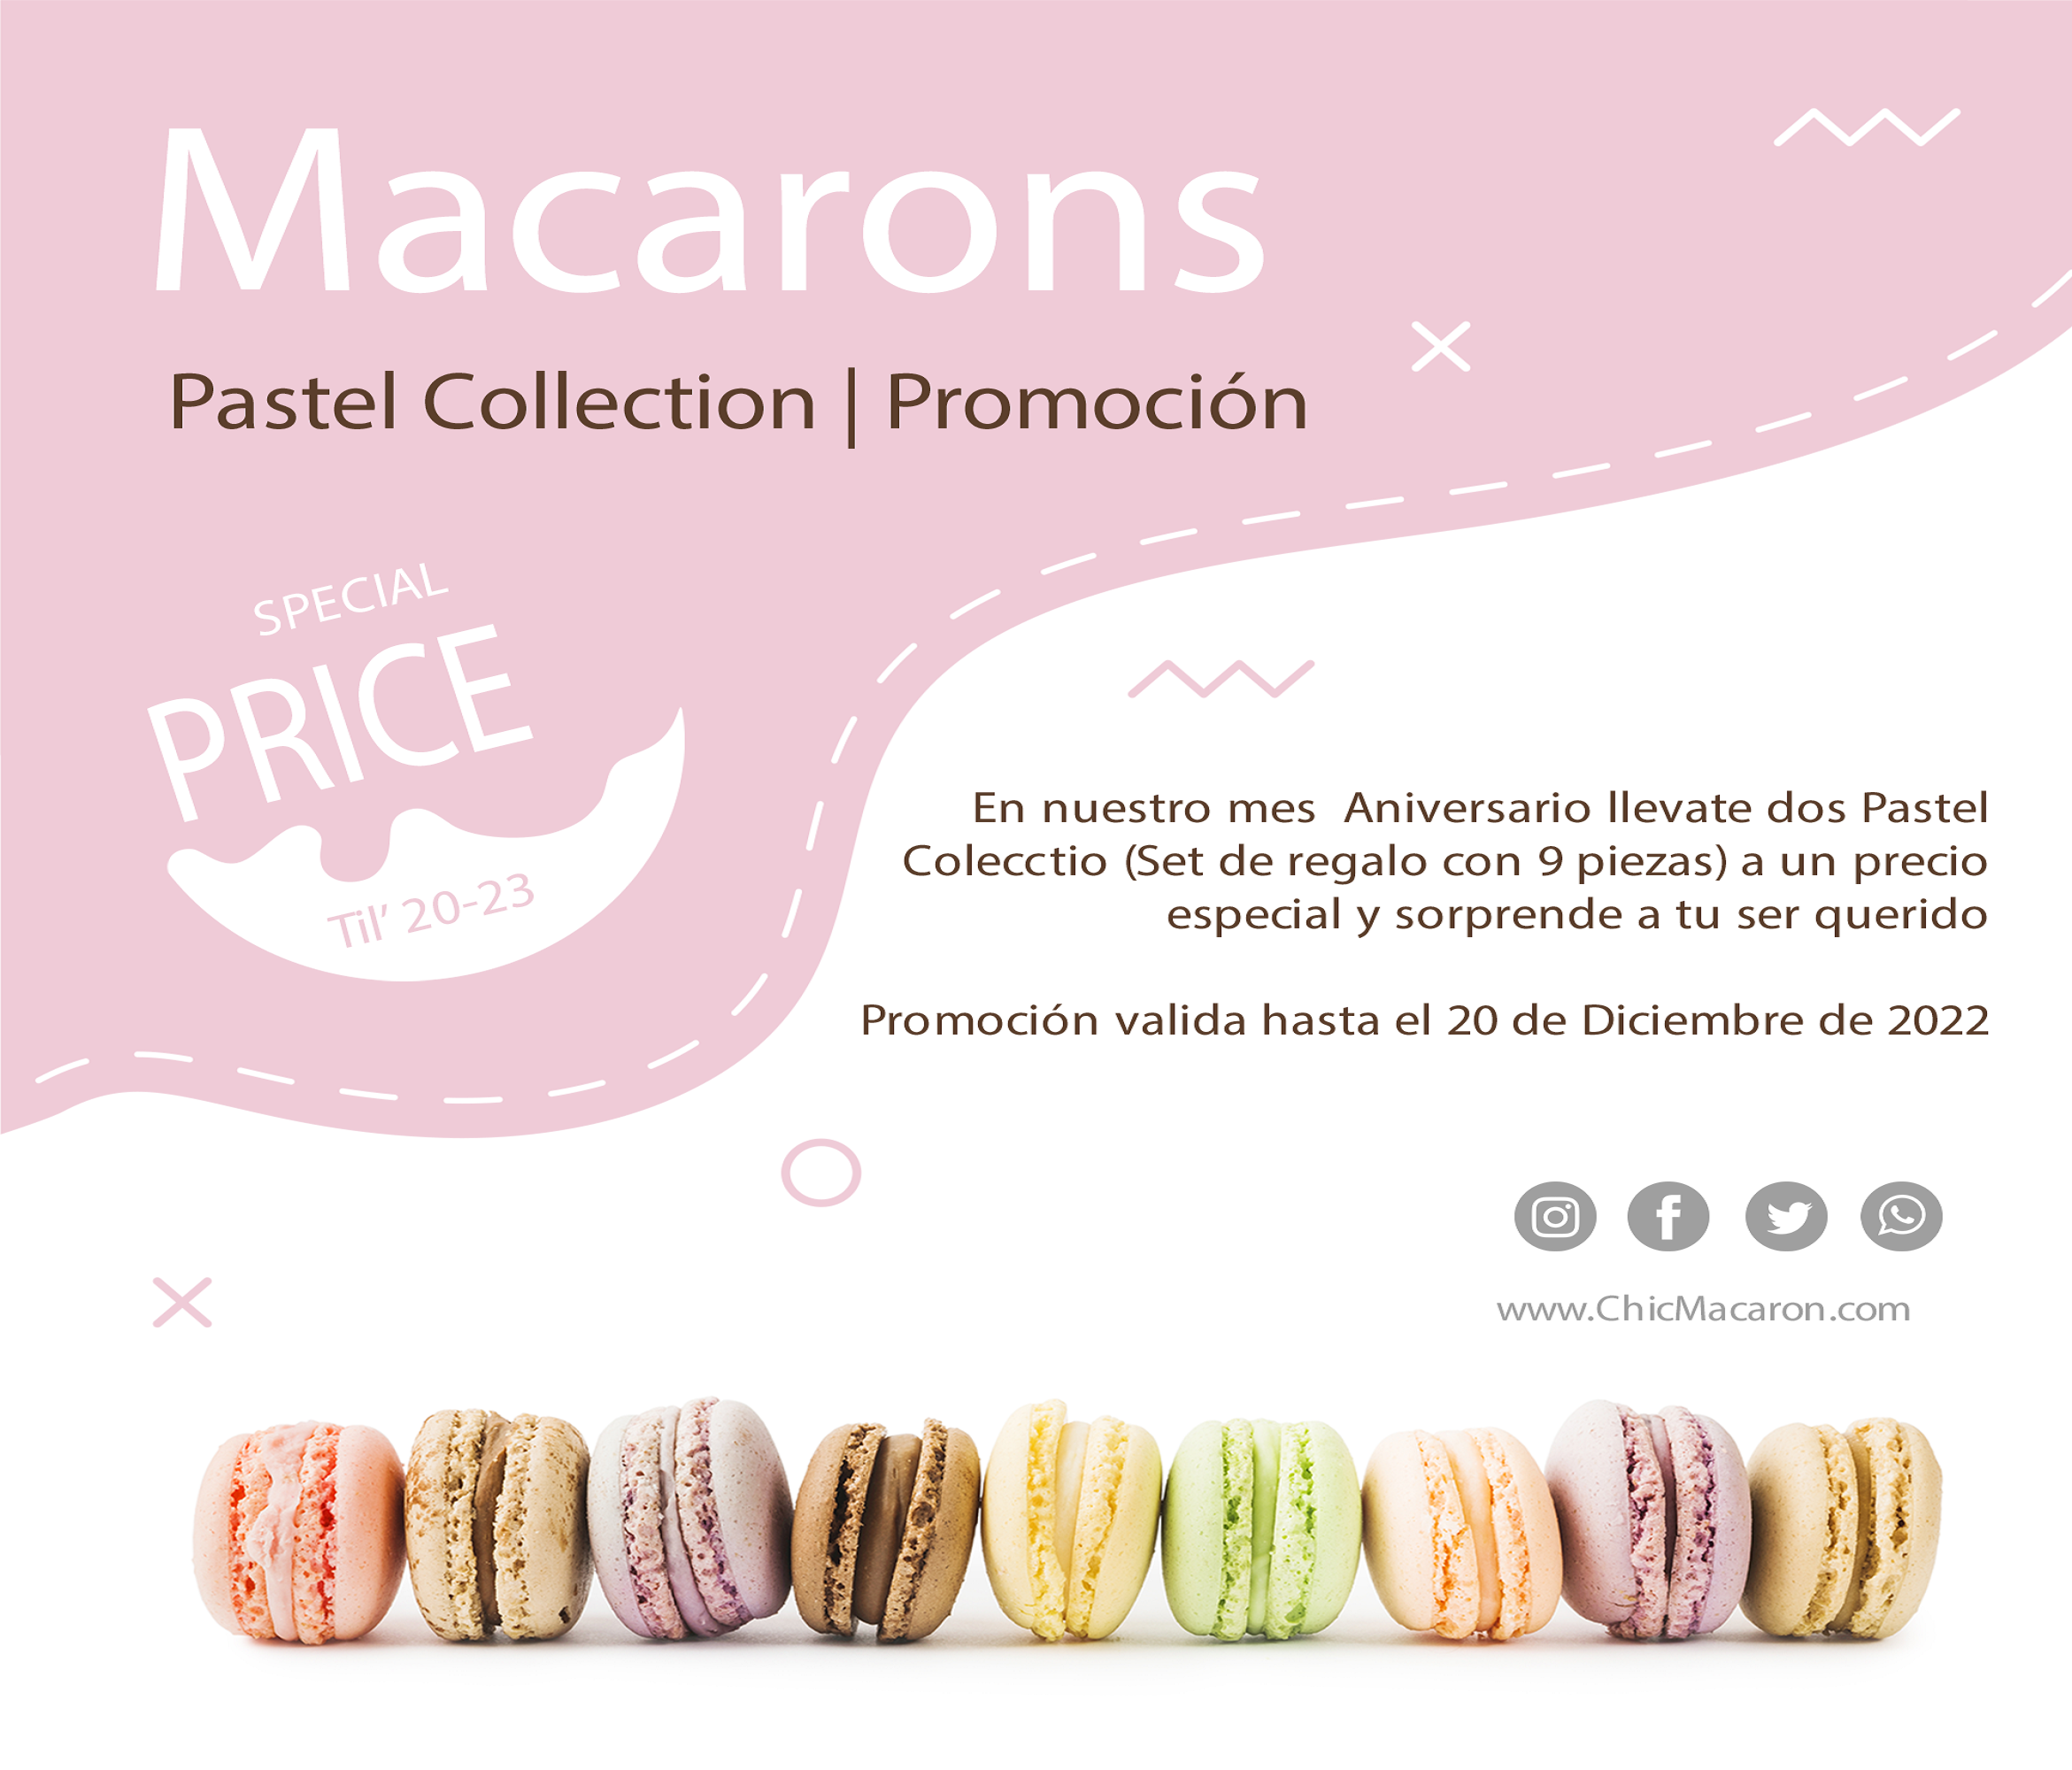 Macarons
Pastel Collection | Promoción
SPECIAL
PRICE
Til’ 20-23
En nuestro mes  Aniversario llevate dos Pastel
Colecctio (Set de regalo con 9 piezas) a un precio
especial y sorprende a tu ser querido
Promoción valida hasta el 20 de Diciembre de 2022
www.ChicMacaron.com